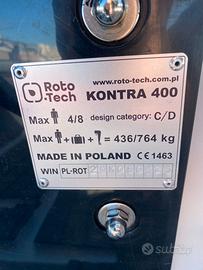 Roto-Tech
www.roto-tech.com.pl
KONTRA 400
Max 4/8 design category: C/D
Max + + = 436/764 kg
MADE IN POLAND CE 1463
WIN PL-ROT
subito